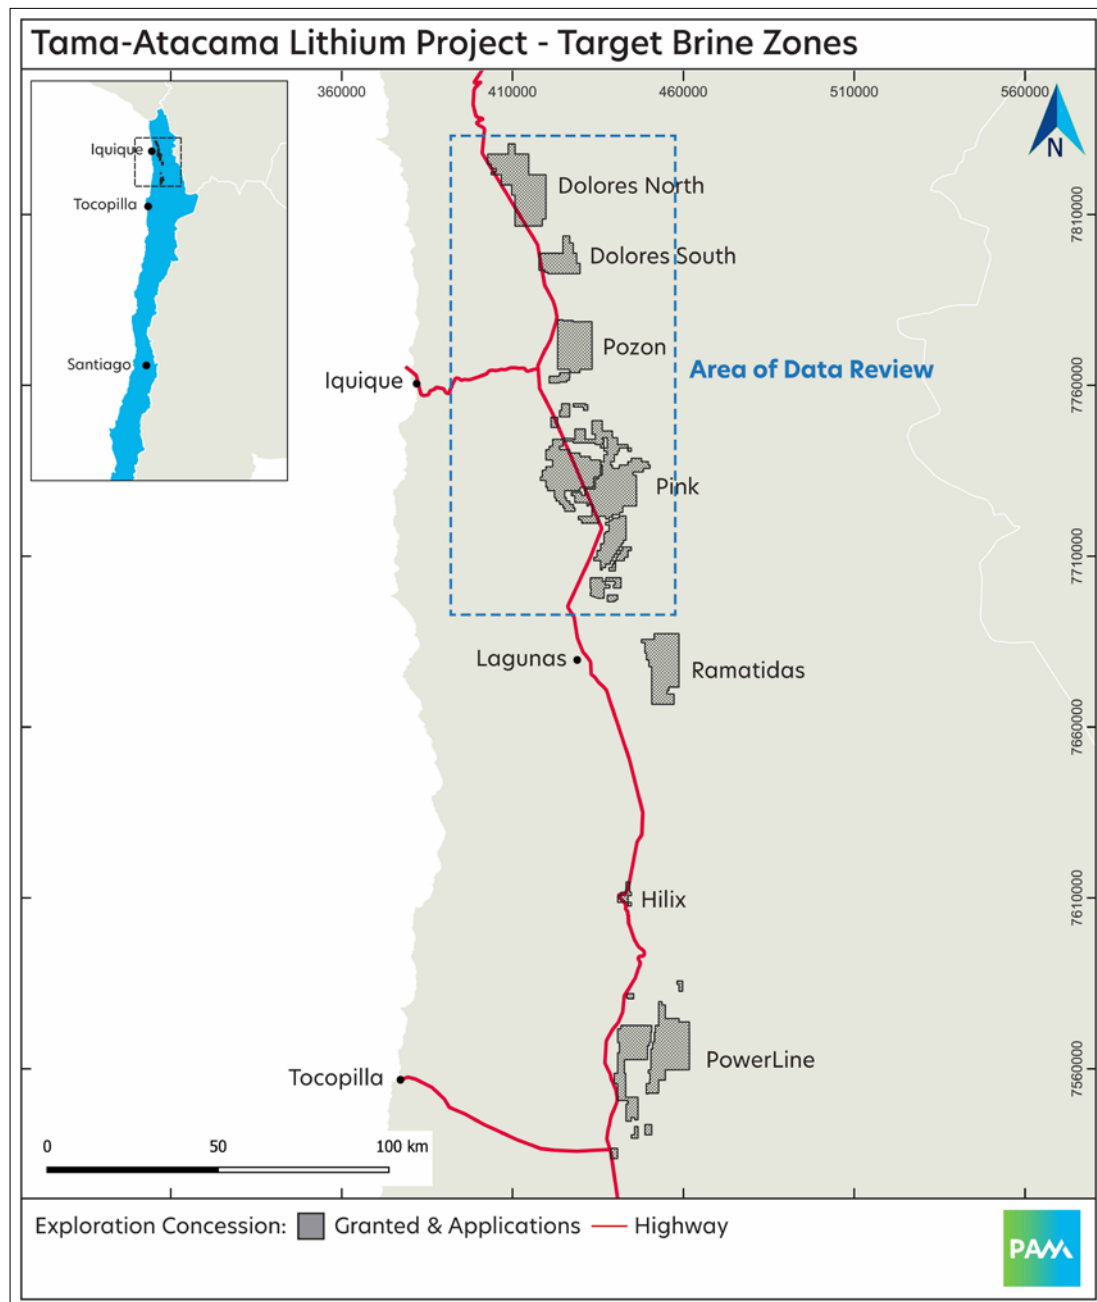 Tama-Atacama Lithium Project - Target Brine Zones
360000
410000
460000
510000
560000
N
Iquique
Tocopilla
Santiago
Dolores North
Dolores South
Pozon
Area of Data Review
Iquique
Pink
Lagunas
Ramatidas
Hilix
PowerLine
Tocopilla
7810000
7760000
7710000
7660000
7610000
7560000
0 50 100 km
Exploration Concession: Granted & Applications Highway
PAM